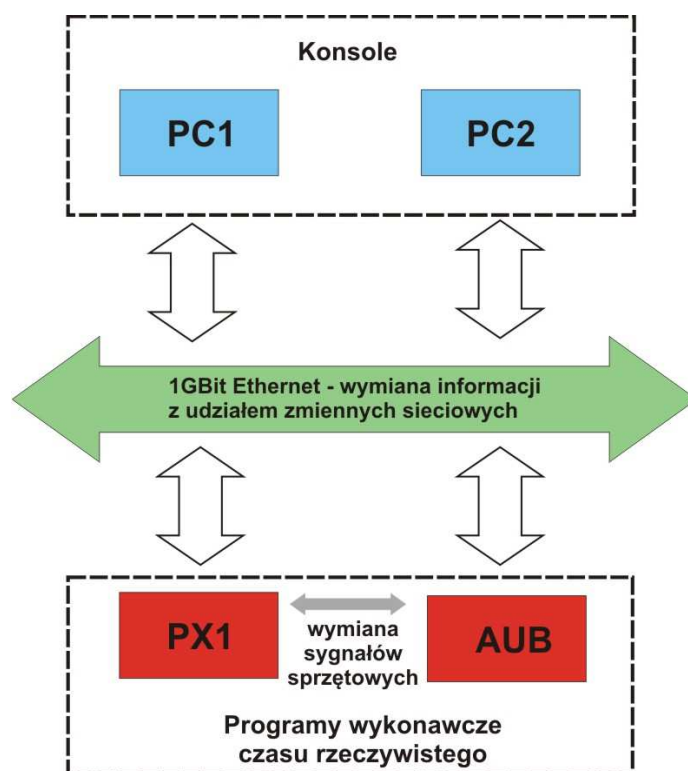 Konsole
PC1
PC2
1GBit Ethernet - wymiana informacji
z udziałem zmiennych sieciowych
PX1
wymiana
sygnałów
sprzętowych
AUB
Programy wykonawcze
czasu rzeczywistego